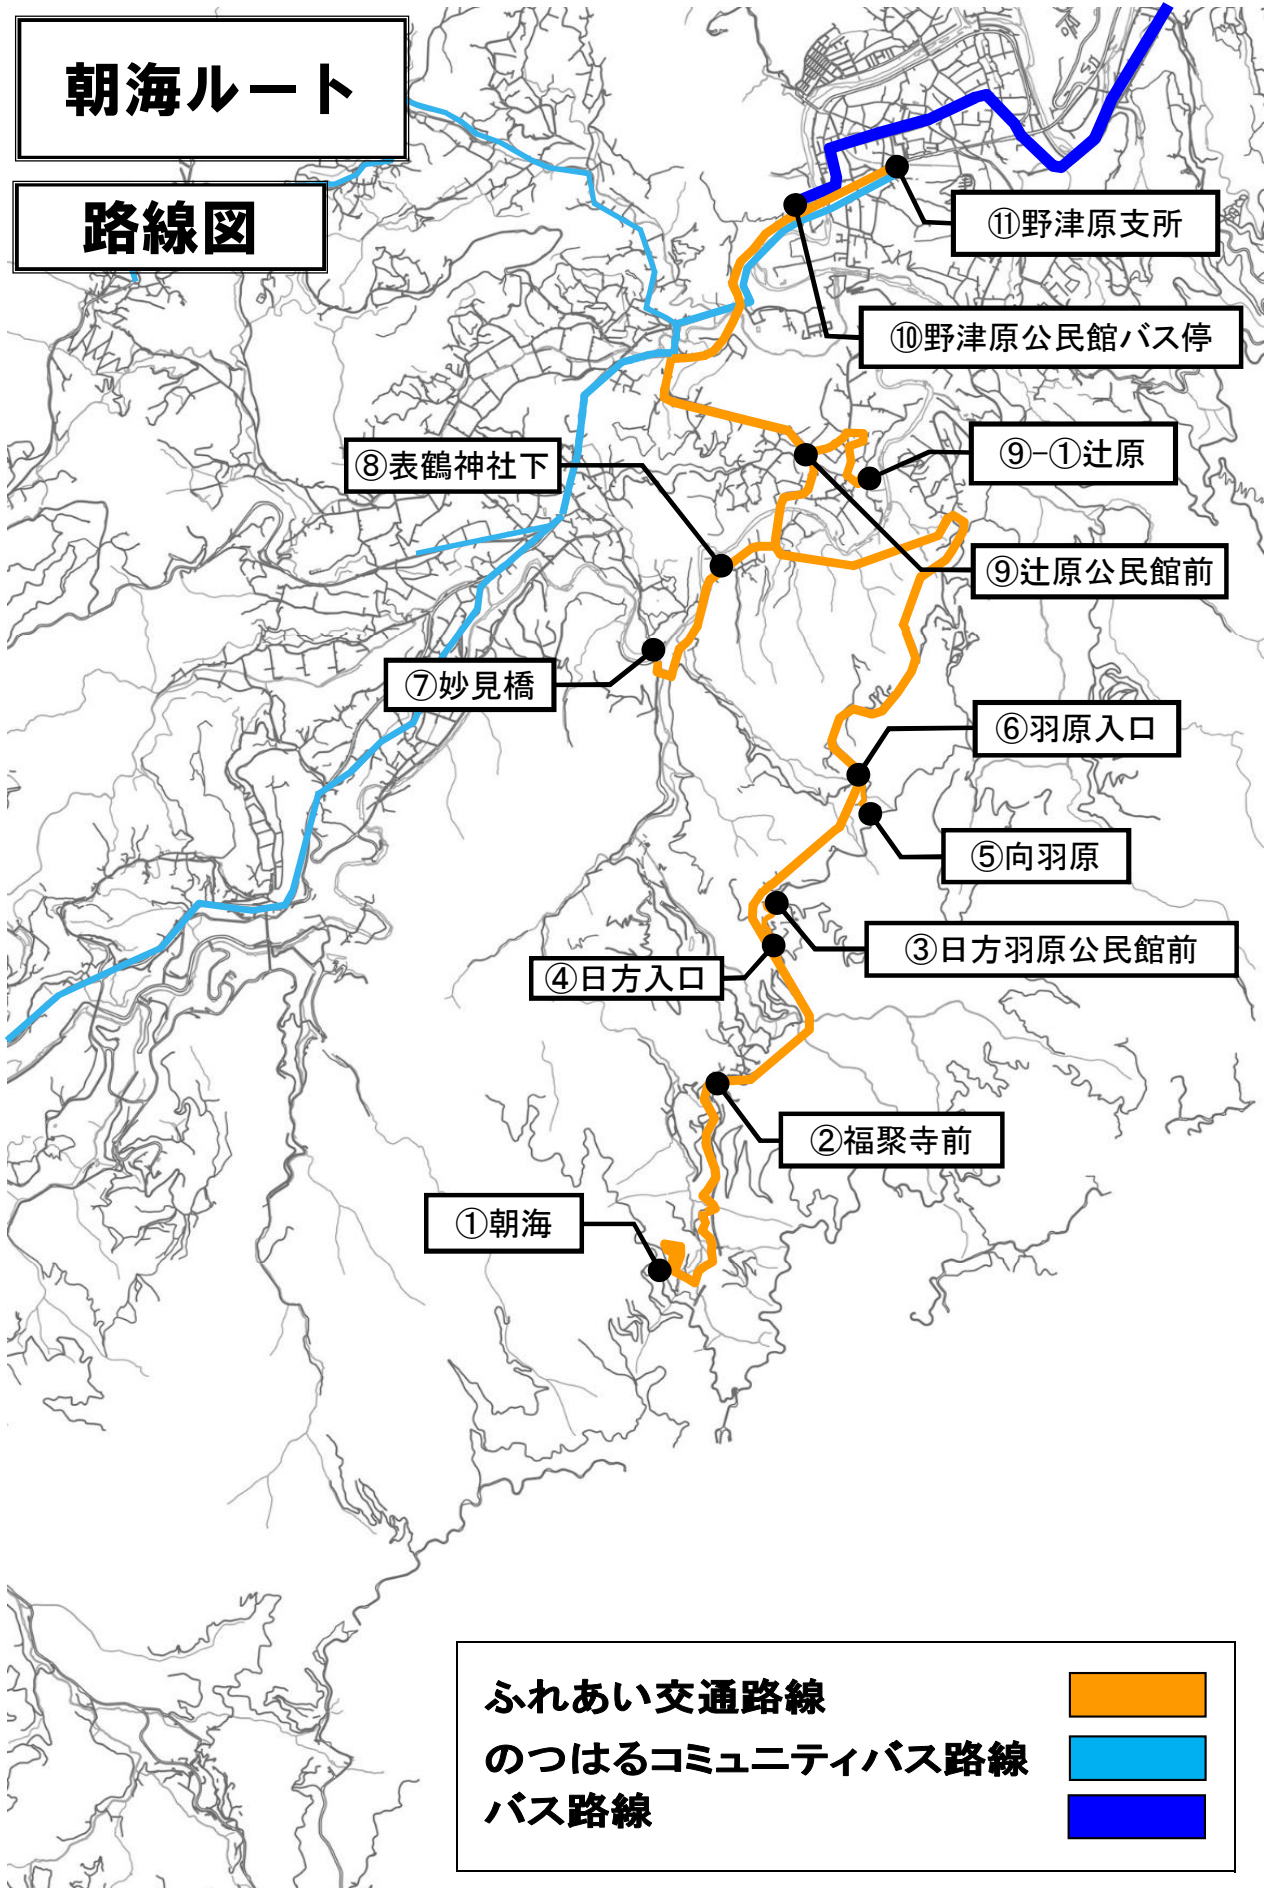 朝海ルート
路線図
⑪野津原支所
⑩野津原公民館バス停
⑧表鶴神社下
⑨-①辻原
⑨辻原公民館前
⑦妙見橋
⑥羽原入口
⑤向羽原
③日方羽原公民館前
④日方入口
②福聚寺前
①朝海
ふれあい交通路線
のつはるコミュニティバス路線
バス路線